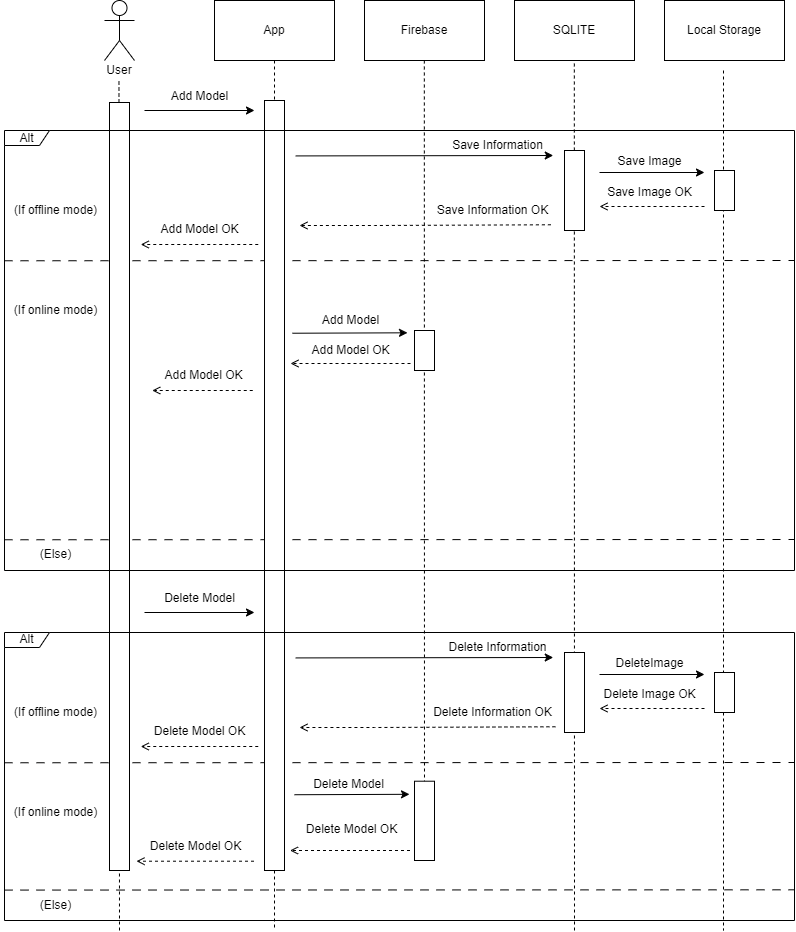 App
Firebase
SQLITE
Local Storage
User
Add Model
Alt
Save Information
Save Image
Save Image OK
(If offline mode)
Save Information OK
Add Model OK
(If online mode)
Add Model
Add Model OK
Add Model OK
(Else)
Delete Model
Alt
Delete Information
DeleteImage
Delete Image OK
(If offline mode)
Delete Information OK
Delete Model OK
Delete Model
(If online mode)
Delete Model OK
Delete Model OK
(Else)